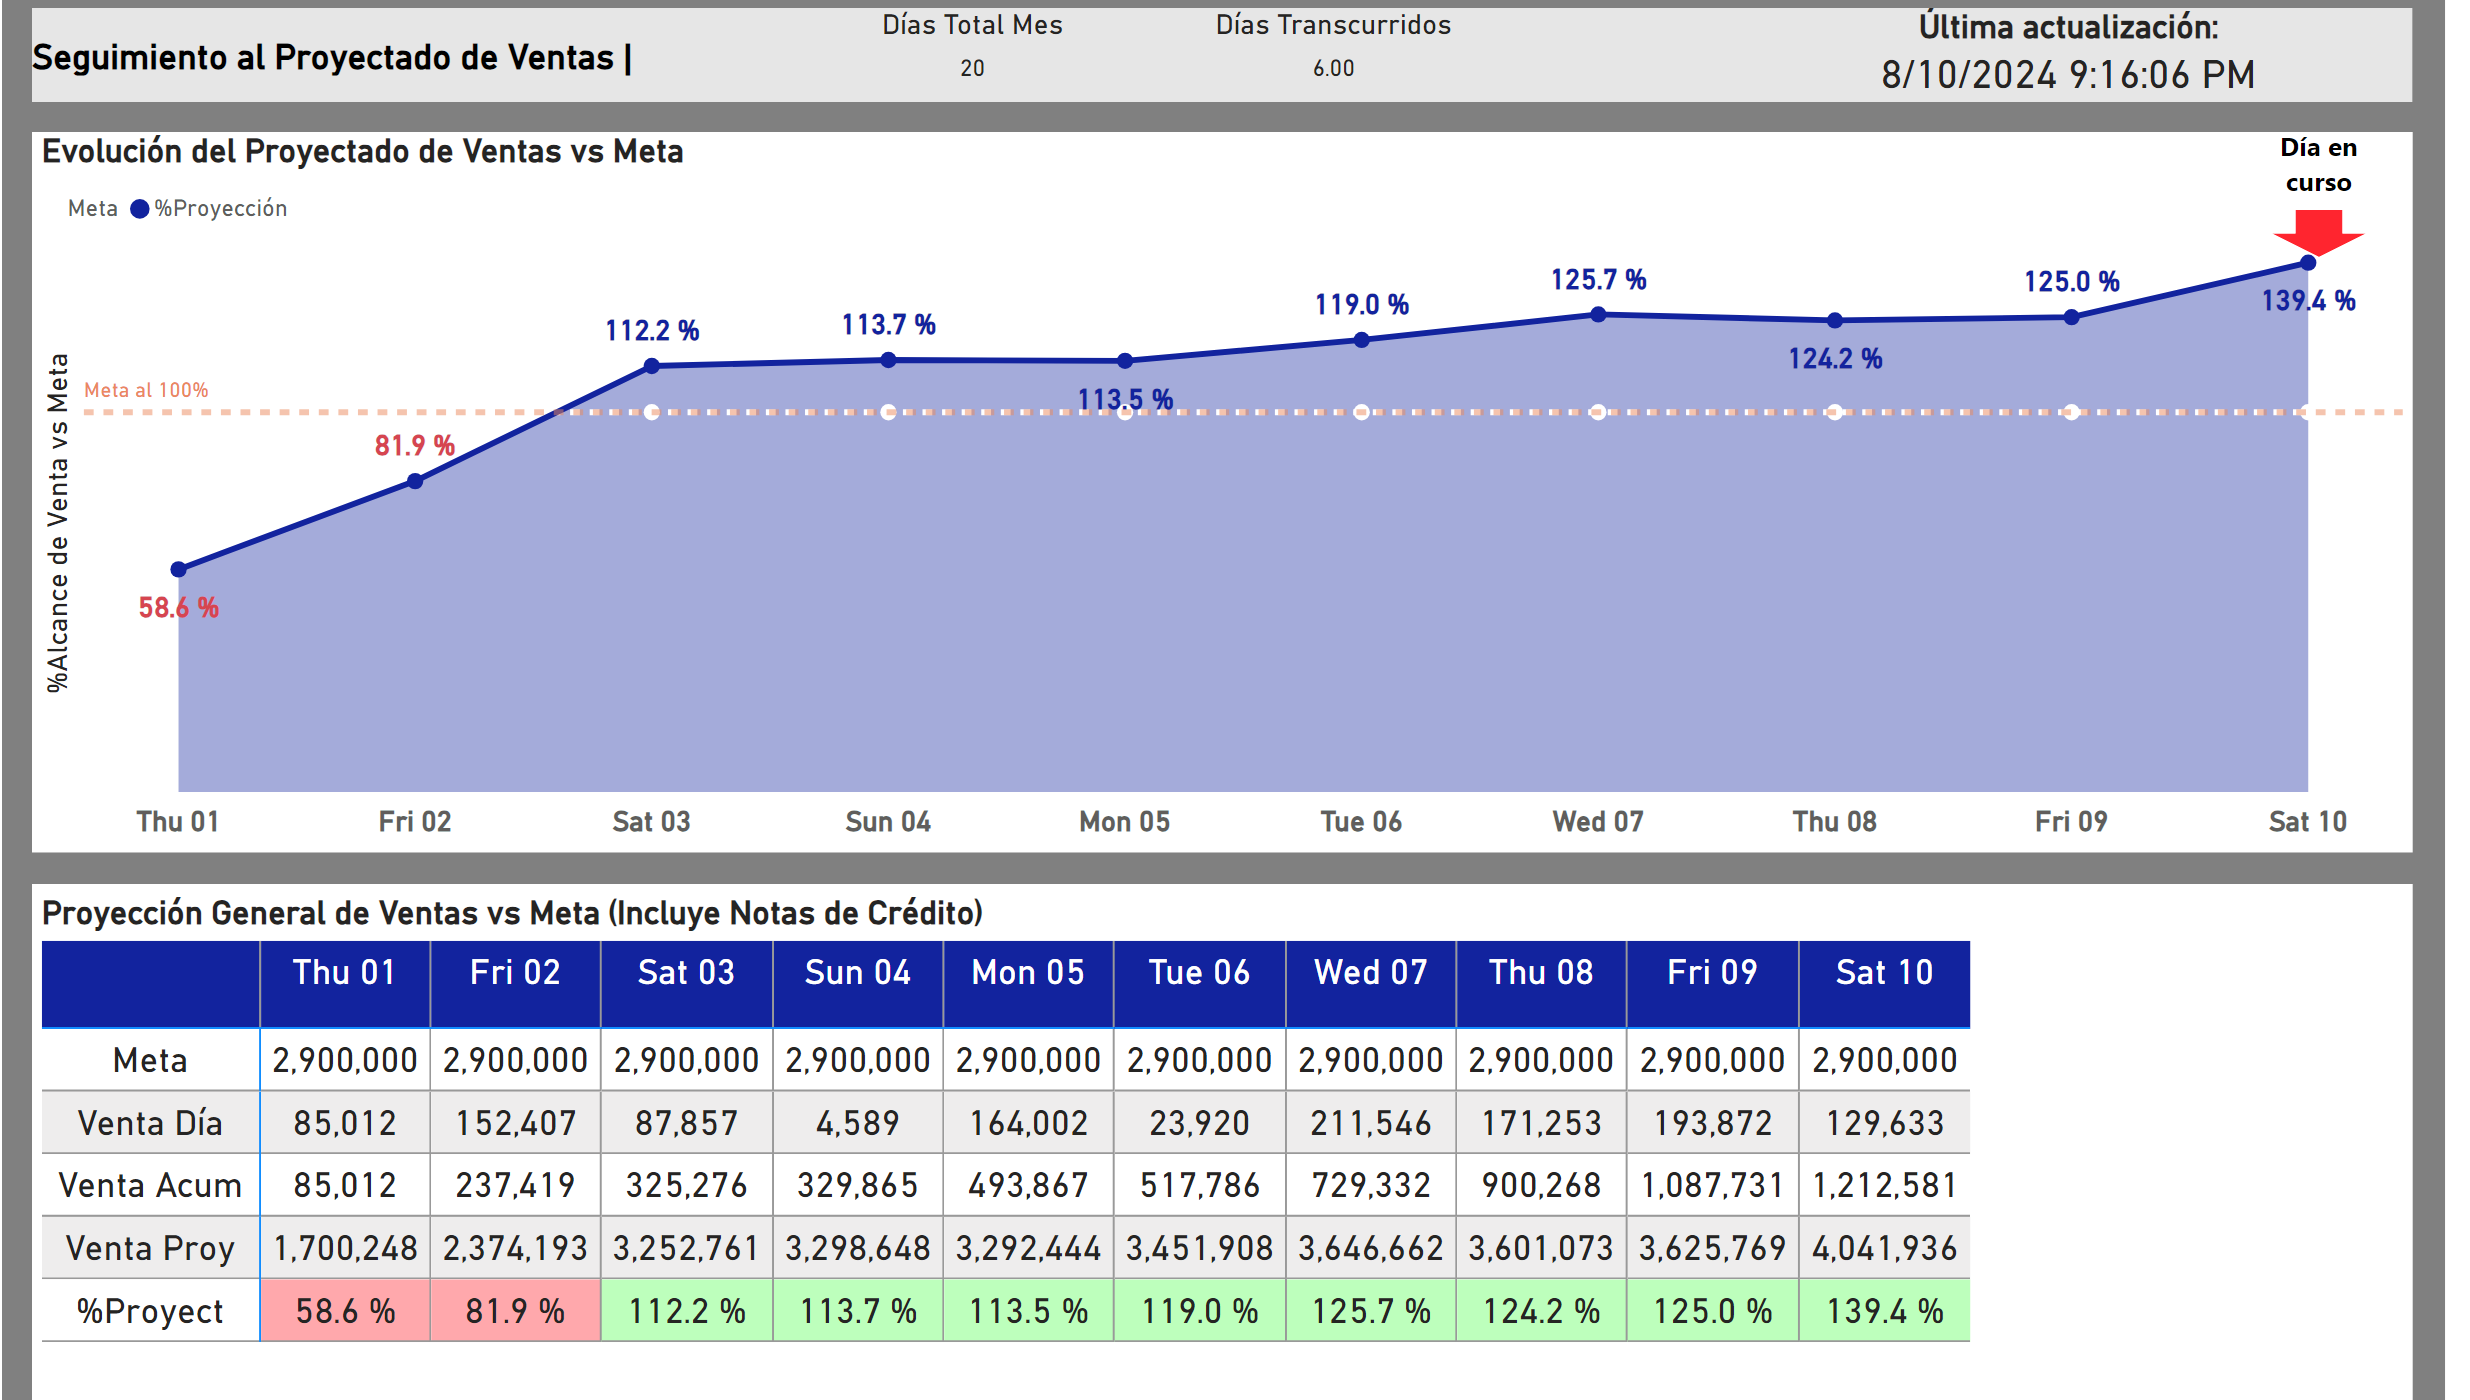 Seguimiento al Proyectado de Ventas |
Días Total Mes
20
Días Transcurridos
6.00
Última actualización:
8/10/2024 9:16:06 PM
Evolución del Proyectado de Ventas vs Meta
Meta %Proyección
Día en
curso
%Alcance de Venta vs Meta
Meta al 100%
58.6 %
81.9 %
112.2 %
113.7 %
113.5 %
119.0 %
125.7 %
124.2 %
125.0 %
139.4 %
Thu 01 Fri 02 Sat 03 Sun 04 Mon 05 Tue 06 Wed 07 Thu 08 Fri 09 Sat 10
Proyección General de Ventas vs Meta (Incluye Notas de Crédito)
Thu 01 Fri 02 Sat 03 Sun 04 Mon 05 Tue 06 Wed 07 Thu 08 Fri 09 Sat 10
Meta 2,900,000 2,900,000 2,900,000 2,900,000 2,900,000 2,900,000 2,900,000 2,900,000 2,900,000 2,900,000
Venta Día 85,012 152,407 87,857 4,589 164,002 23,920 211,546 171,253 193,872 129,633
Venta Acum 85,012 237,419 325,276 329,865 493,867 517,786 729,332 900,268 1,087,731 1,212,581
Venta Proy 1,700,248 2,374,193 3,252,761 3,298,648 3,292,444 3,451,908 3,646,662 3,601,073 3,625,769 4,041,936
%Proyect 58.6 % 81.9 % 112.2 % 113.7 % 113.5 % 119.0 % 125.7 % 124.2 % 125.0 % 139.4 %